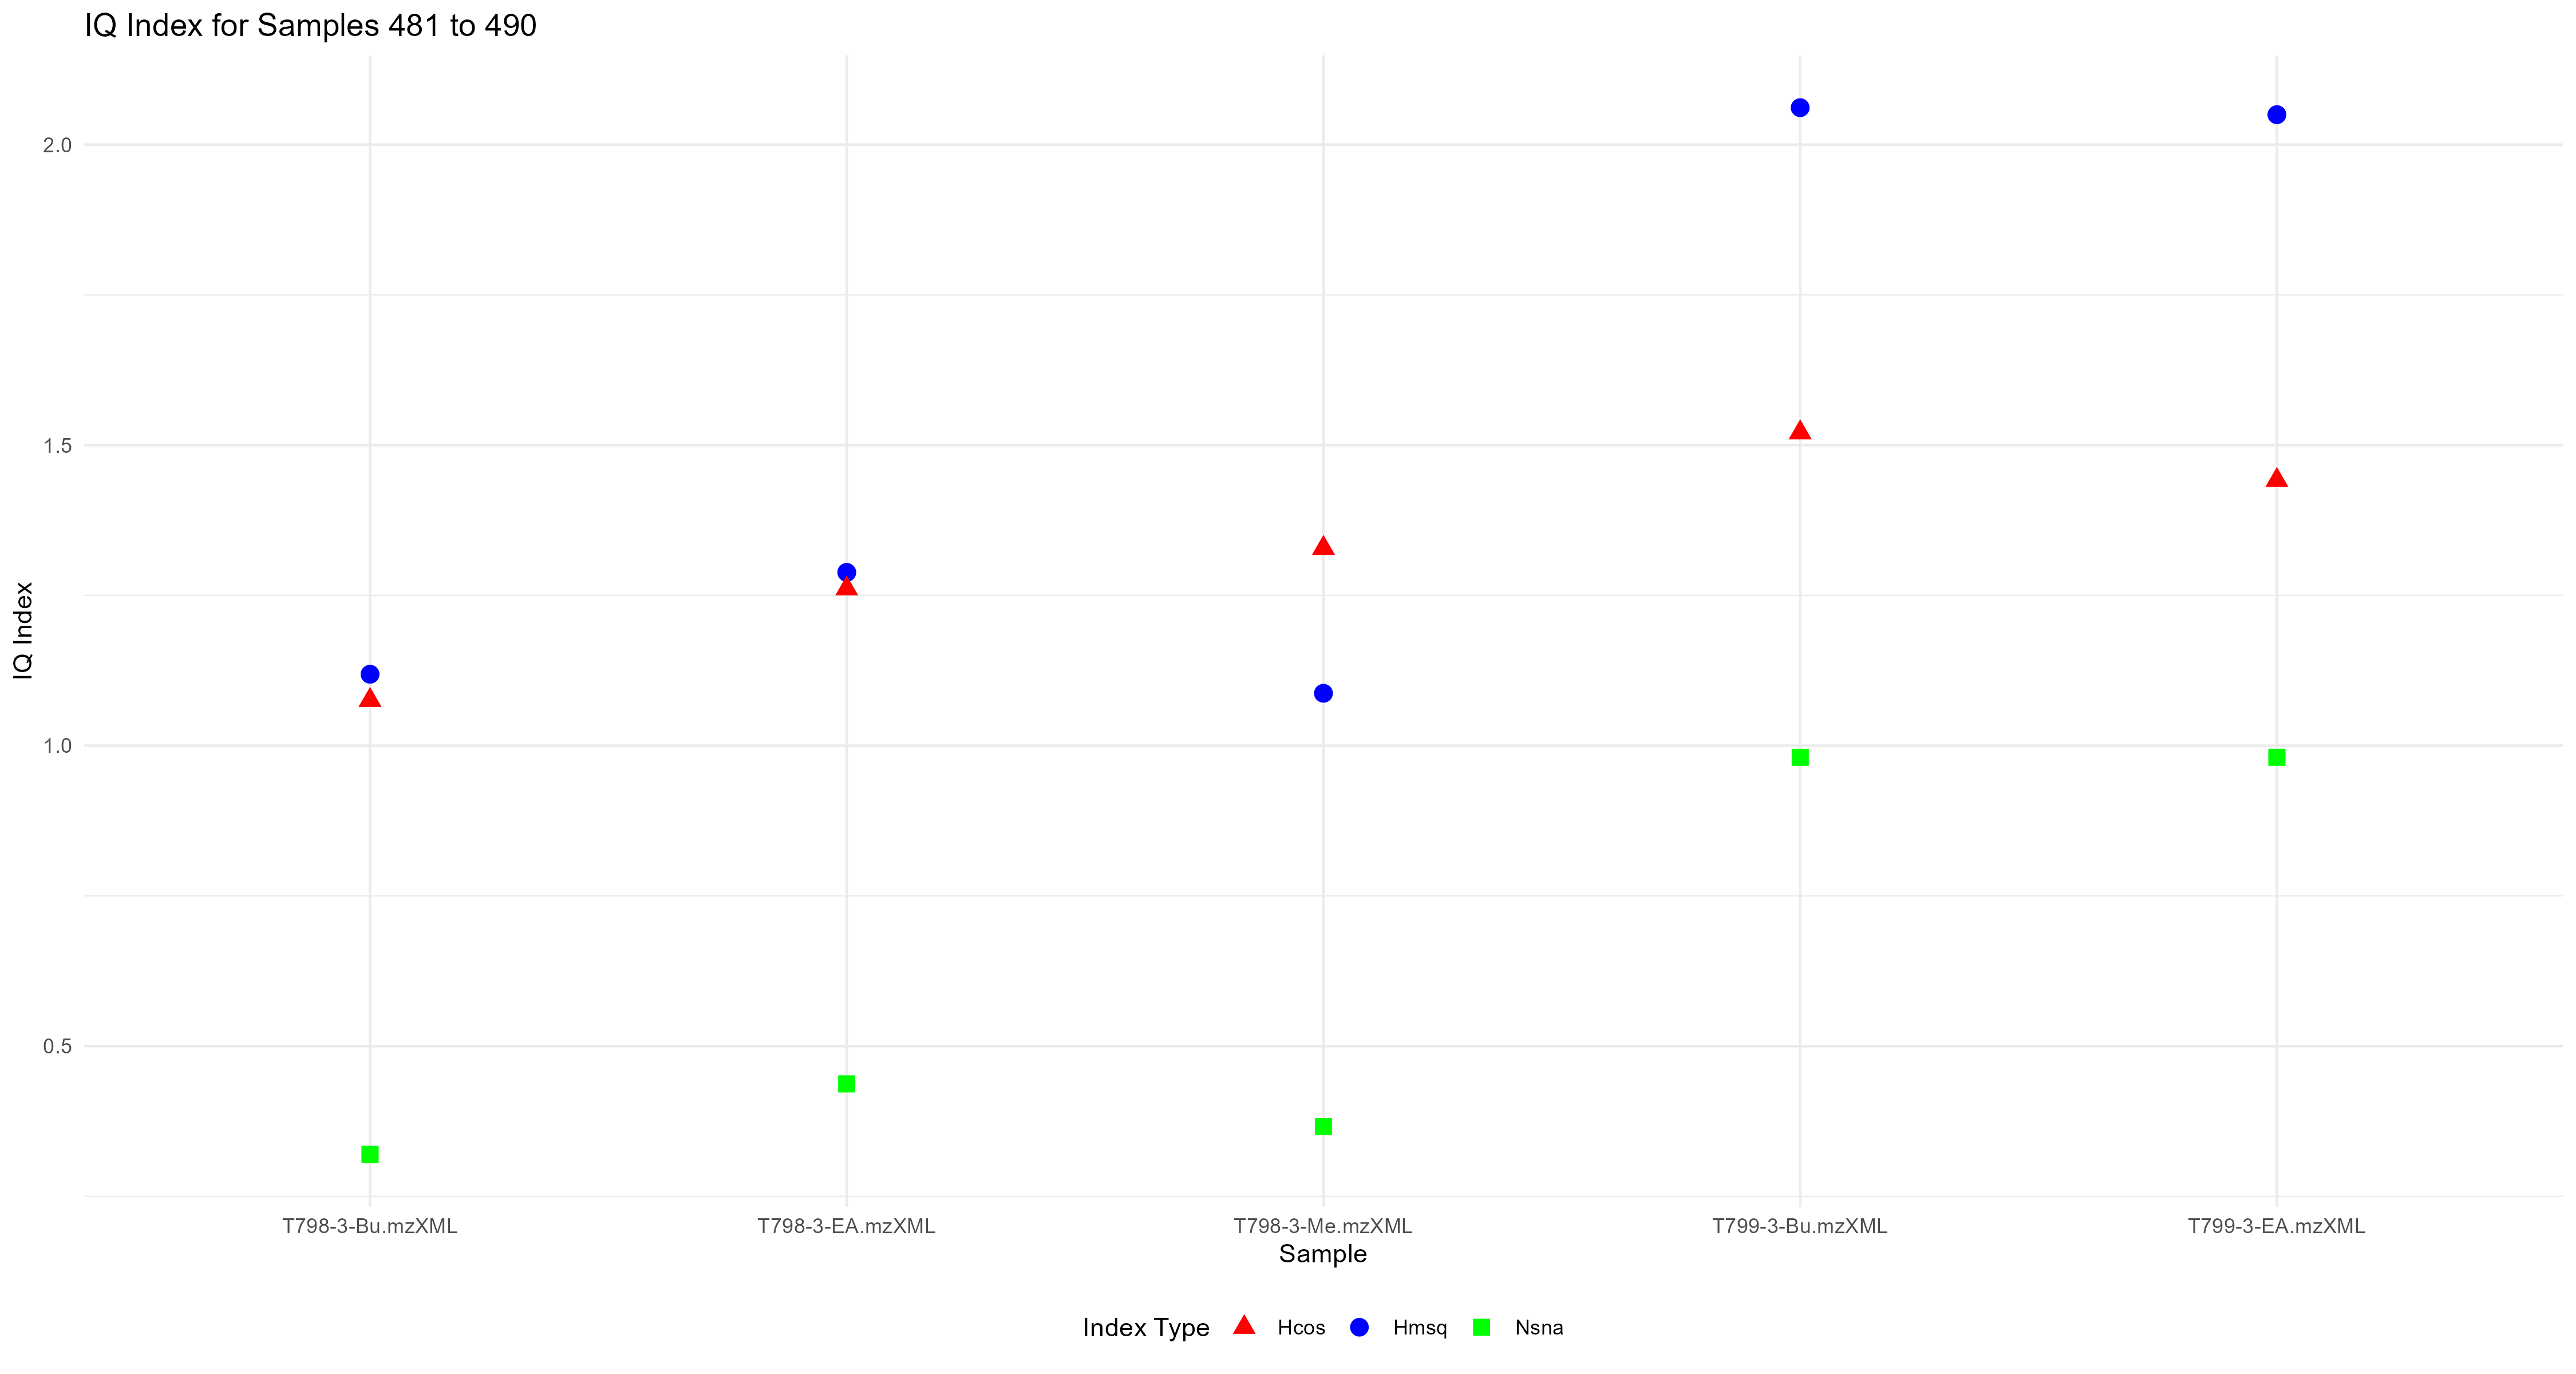 IQ Index for Samples 481 to 490
IQ Index
2.0
1.5
1.0
0.5
T798-3-Bu.mzXML T798-3-EA.mzXML T798-3-Me.mzXML T799-3-Bu.mzXML T799-3-EA.mzXML
Sample
Index Type Hcos Hmsq Nsna